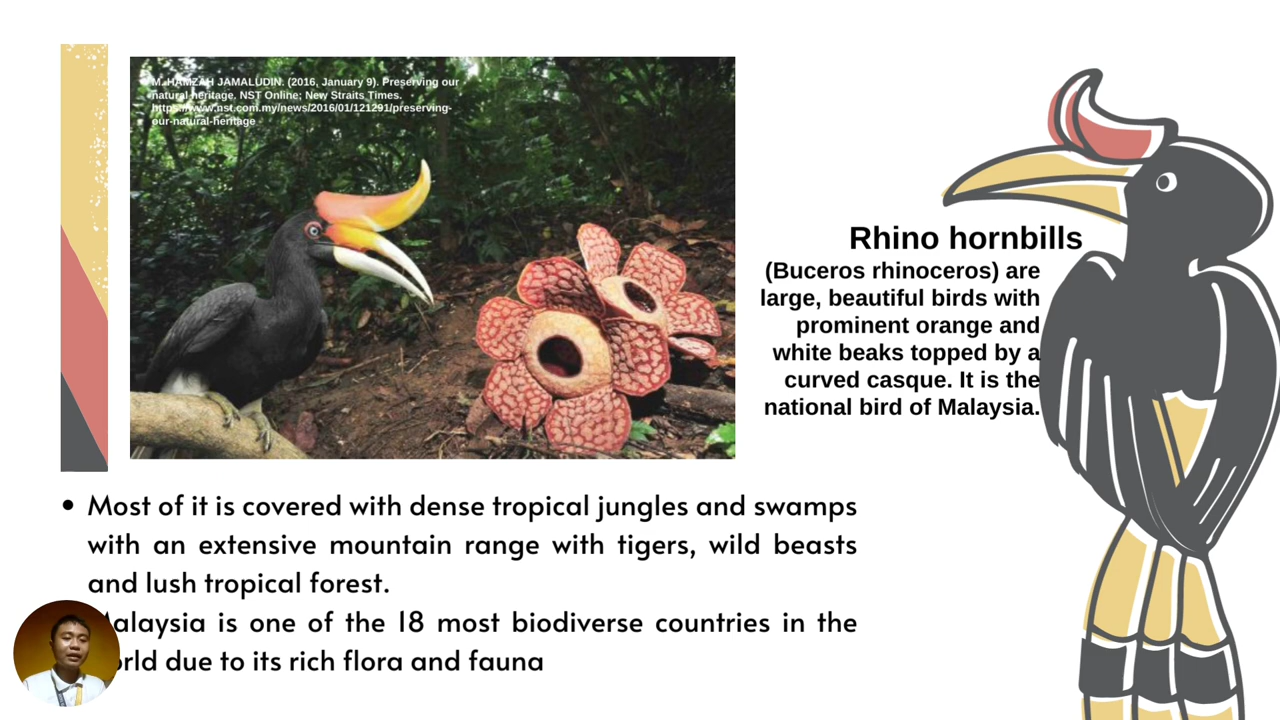 M. HAMZAH JAMALUDIN. (2016, January 9). Preserving our
natural heritage. NST Online; New Straits Times.
https://www.nst.com.my/news/2016/01/121291/preserving-
our-natural-heritage
Rhino hornbills
(Buceros rhinoceros) are
large, beautiful birds with
prominent orange and
white beaks topped by a
curved casque. It is the
national bird of Malaysia.
• Most of it is covered with dense tropical jungles and swamps
with an extensive mountain range with tigers, wild beasts
and lush tropical forest.
Malaysia is one of the 18 most biodiverse countries in the
world due to its rich flora and fauna